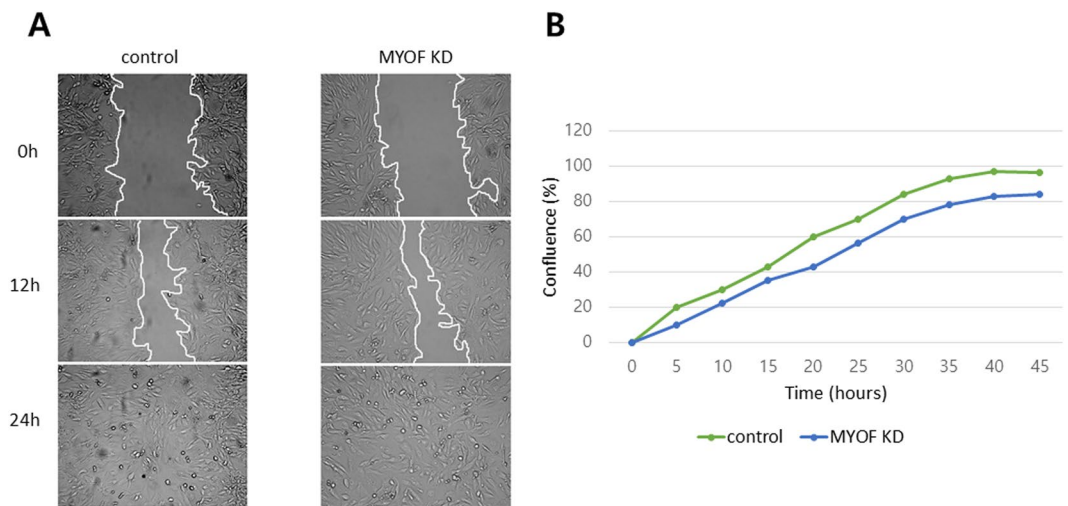 A
B
control
MYOF KD
0h
12h
24h
120
100
80
60
40
20
0
Confluence (%)
0 5 10 15 20 25 30 35 40 45
Time (hours)
control MYOF KD